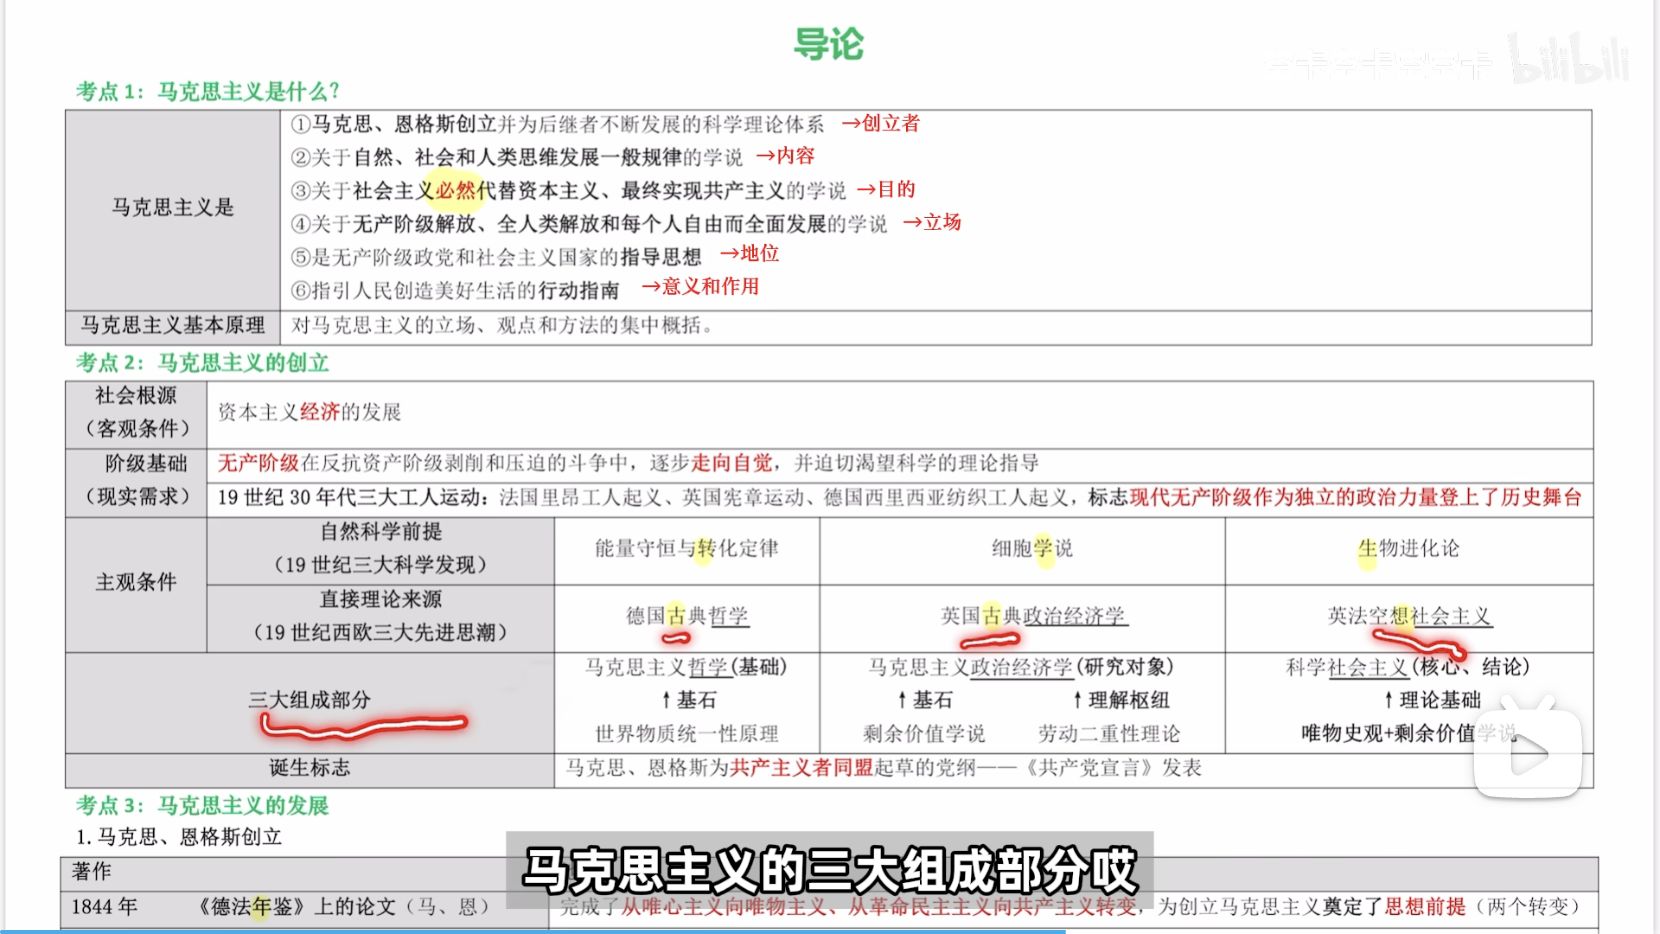 导论
bilibili
考点 1：马克思主义是什么？
马克思主义是
①马克思、恩格斯创立并为后继者不断发展的科学理论体系 →创立者
②关于自然、社会和人类思维发展一般规律的学说 →内容
③关于社会主义必然代替资本主义、最终实现共产主义的学说 →目的
④关于无产阶级解放、全人类解放和每个人自由而全面发展的学说 →立场
⑤是无产阶级政党和社会主义国家的指导思想 →地位
⑥指引人民创造美好生活的行动指南 →意义和作用
马克思主义基本原理 对马克思主义的立场、观点和方法的集中概括。
考点 2：马克思主义的创立
社会根源
（客观条件）
资本主义经济的发展
阶级基础
（现实需求）
无产阶级在反抗资产阶级剥削和压迫的斗争中，逐步走向自觉，并迫切渴望科学的理论指导
19 世纪 30 年代三大工人运动：法国里昂工人起义、英国宪章运动、德国西里西亚纺织工人起义，标志现代无产阶级作为独立的政治力量登上了历史舞台
主观条件
自然科学前提
（19 世纪三大科学发现）
能量守恒与转化定律 细胞学说 生物进化论
直接理论来源
（19 世纪西欧三大先进思潮）
德国古典哲学 英国古典政治经济学 英法空想社会主义
三大组成部分
马克思主义哲学(基础) 马克思主义政治经济学(研究对象) 科学社会主义(核心、结论)
↑基石 ↑基石 ↑理解枢纽 ↑理论基础
世界物质统一性原理 剩余价值学说 劳动二重性理论 唯物史观+剩余价值学说
诞生标志 马克思、恩格斯为共产主义者同盟起草的党纲——《共产党宣言》发表
考点 3：马克思主义的发展
1. 马克思、恩格斯创立
著作
马克思主义的三大组成部分哎
1844 年 《德法年鉴》上的论文（马、恩） 完成了从唯心主义向唯物主义、从革命民主主义向共产主义转变，为创立马克思主义奠定了思想前提（两个转变）